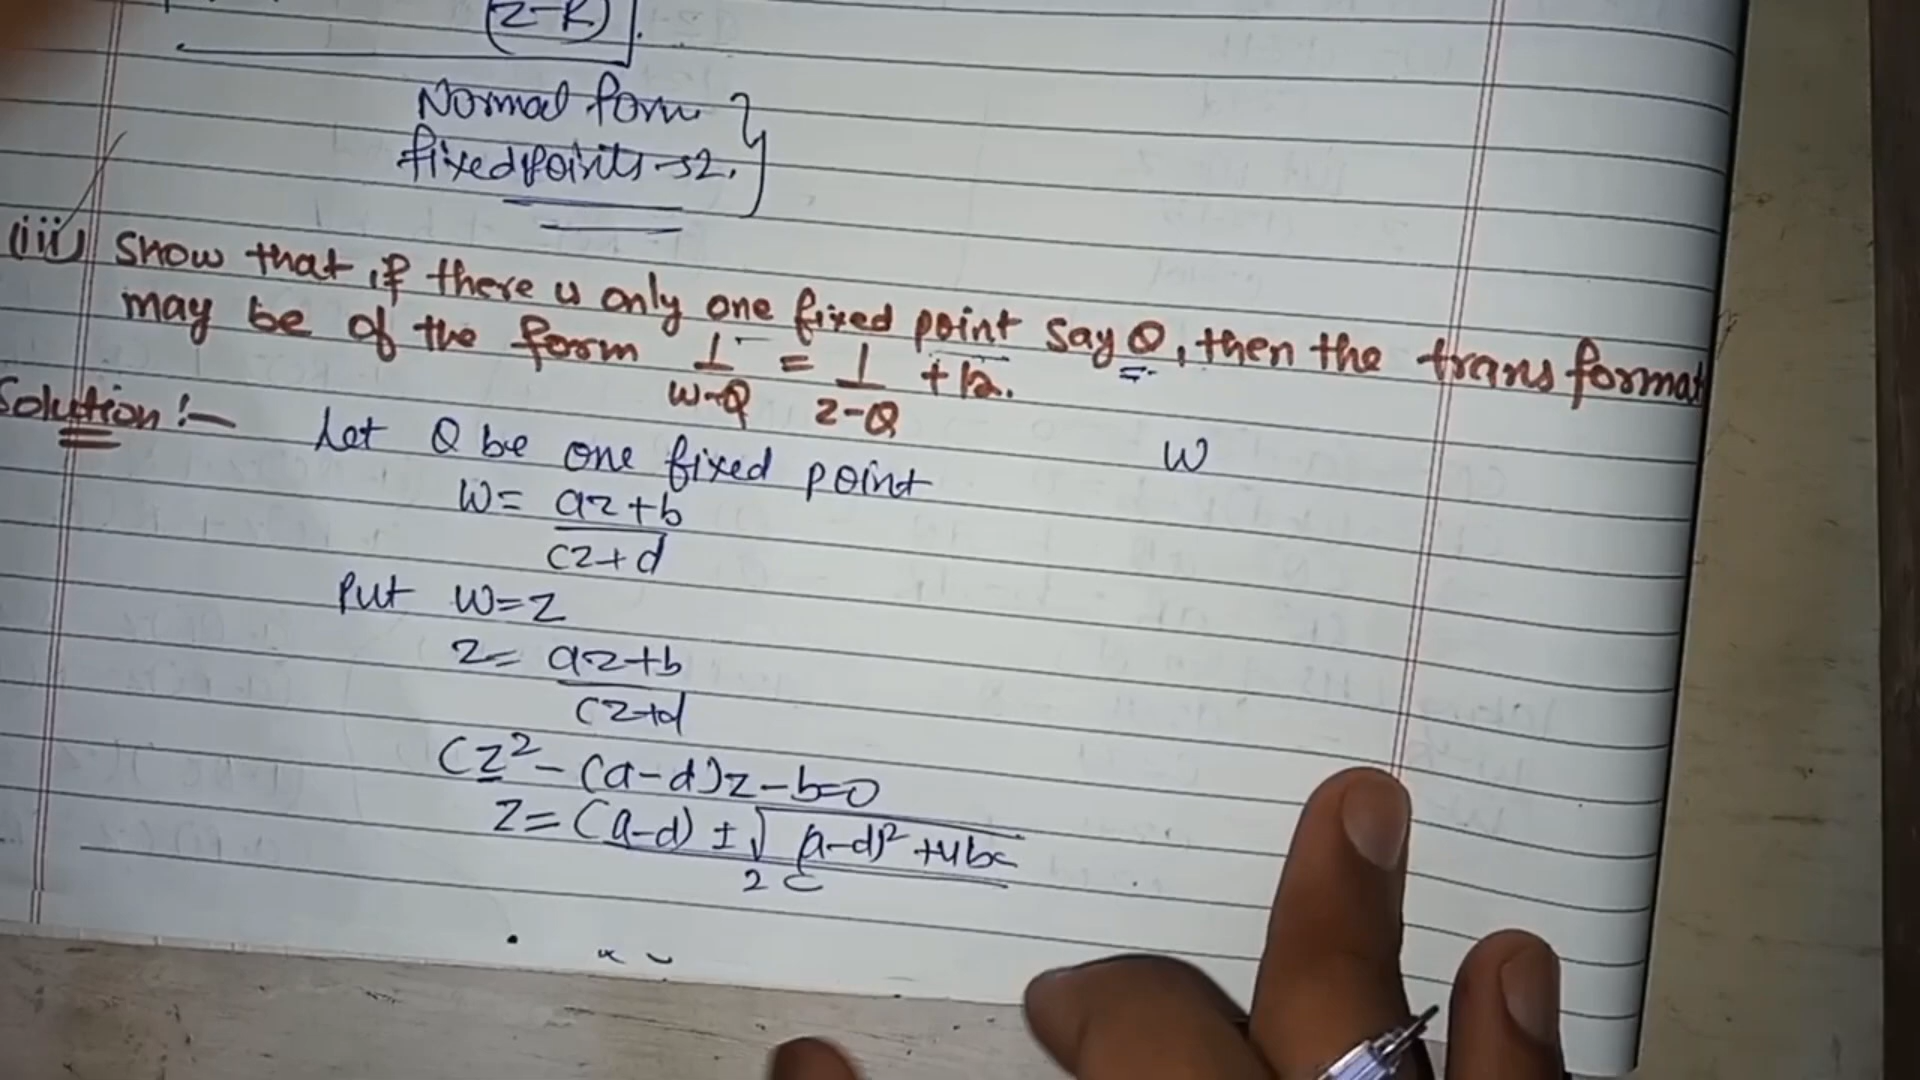 (z-k)
Normal form
fixed points → 2.
(iii) Show that if there is only one fixed point say Q, then the transformat
may be of the form 1/(w-Q) = 1/(z-Q) + k.
Solution :- Let Q be one fixed point
w
w = az+b
cz+d
Put w=z
z = az+b
cz+d
cz² - (a-d)z - b=0
z = (a-d) ± √(a-d)² + 4bc
2c